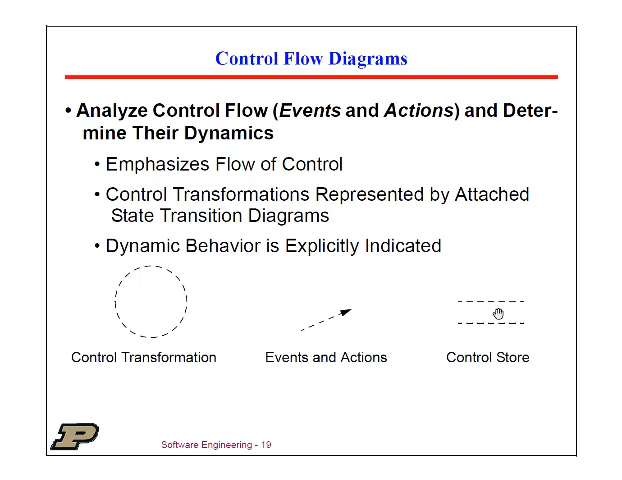 Control Flow Diagrams
• Analyze Control Flow (Events and Actions) and Deter-
mine Their Dynamics
• Emphasizes Flow of Control
• Control Transformations Represented by Attached
State Transition Diagrams
• Dynamic Behavior is Explicitly Indicated
Control Transformation Events and Actions Control Store
P
Software Engineering - 19